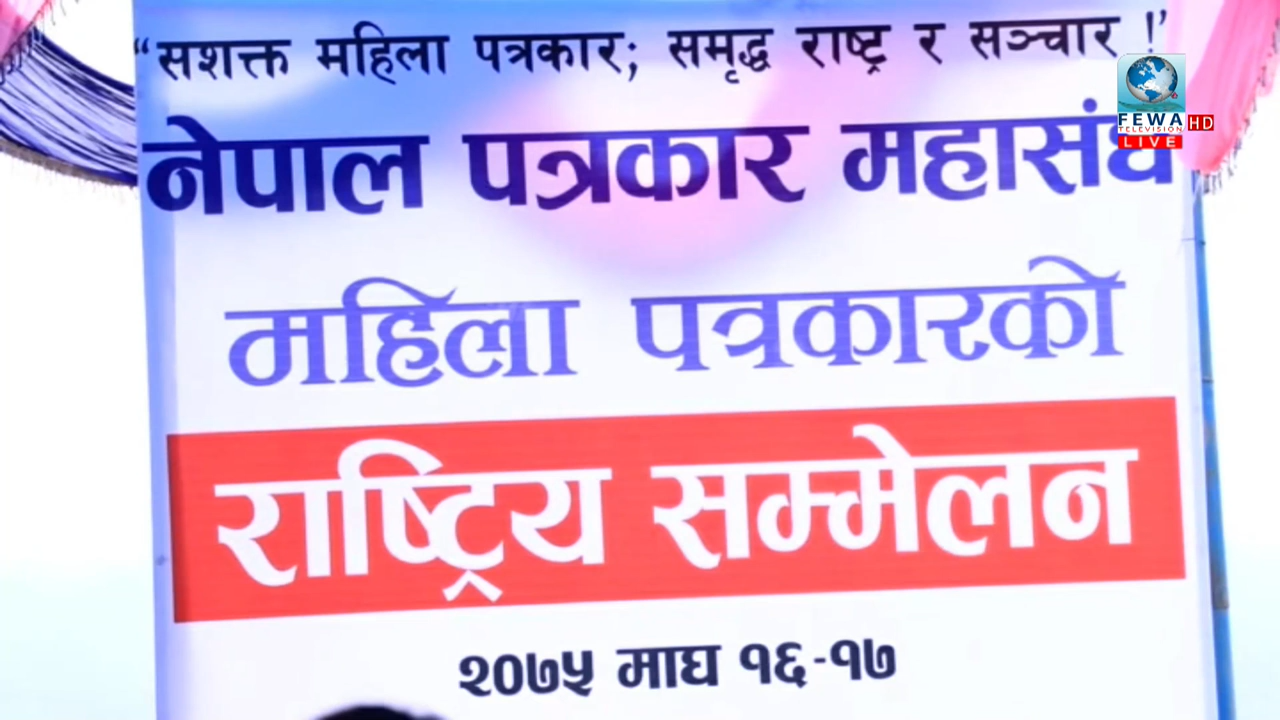 “सशक्त महिला पत्रकार; समृद्ध राष्ट्र र सञ्चार !”
FEWA HD
TELEVISION
LIVE
नेपाल पत्रकार महासंघ
महिला पत्रकारको
राष्ट्रिय सम्मेलन
२०७५ माघ १६-१७